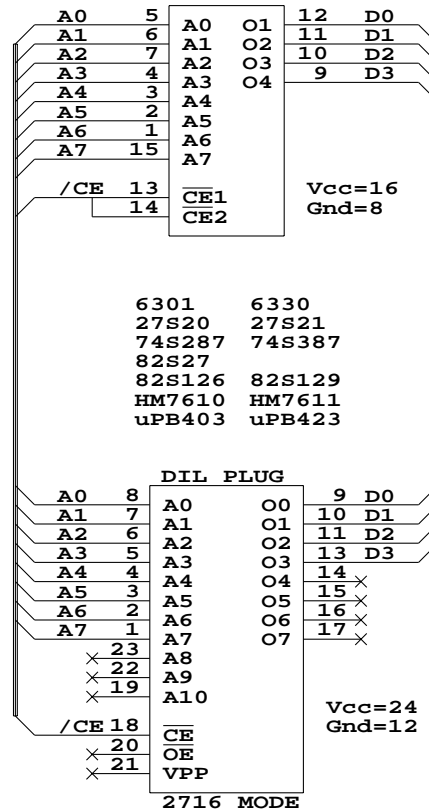 A0 5 A0 O1 12 D0
A1 6 A1 O2 11 D1
A2 7 A2 O3 10 D2
A3 4 A3 O4 9 D3
A4 3 A4
A5 2 A5
A6 1 A6
A7 15 A7
/CE 13 CE1 Vcc=16
14 CE2 Gnd=8
6301 6330
27S20 27S21
74S287 74S387
82S27
82S126 82S129
HM7610 HM7611
uPB403 uPB423
DIL PLUG
A0 8 A0 O0 9 D0
A1 7 A1 O1 10 D1
A2 6 A2 O2 11 D2
A3 5 A3 O3 13 D3
A4 4 A4 O4 14
A5 3 A5 O5 15
A6 2 A6 O6 16
A7 1 A7 O7 17
23 A8
22 A9
19 A10
Vcc=24
/CE 18 CE Gnd=12
20 OE
21 VPP
2716 MODE